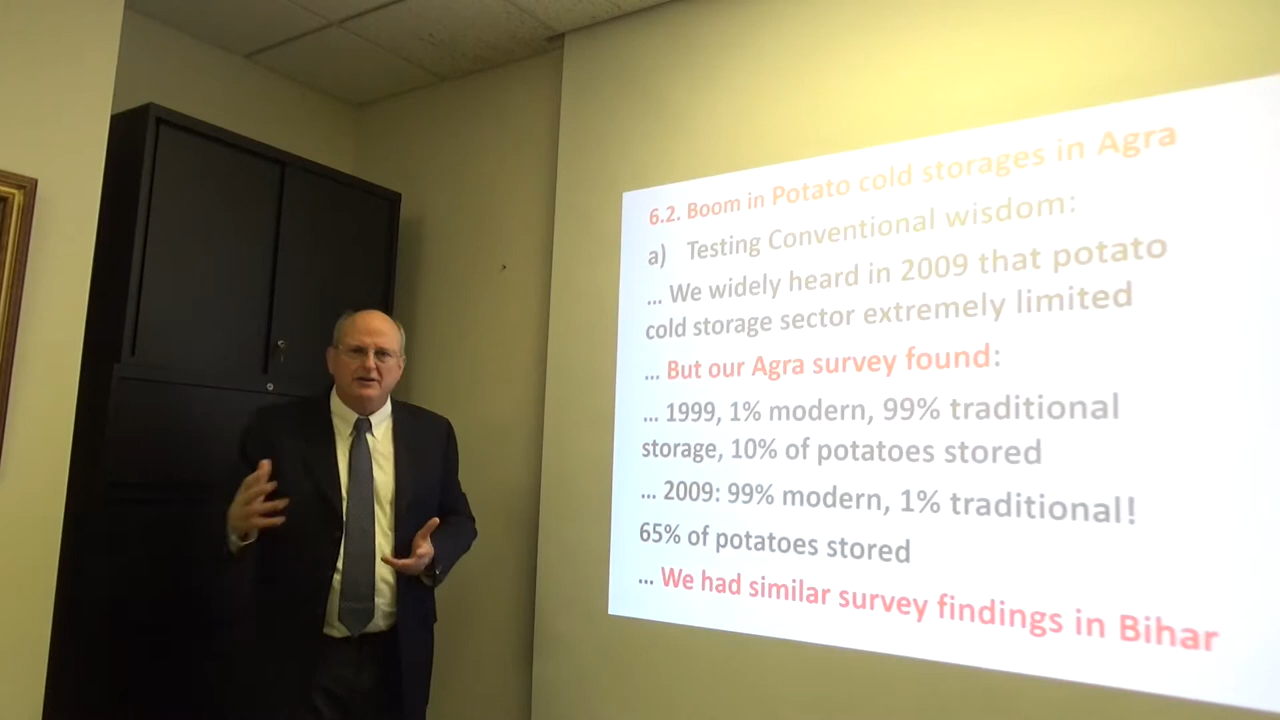 6.2. Boom in Potato cold storages in Agra
a) Testing Conventional wisdom:
... We widely heard in 2009 that potato
cold storage sector extremely limited
... But our Agra survey found:
... 1999, 1% modern, 99% traditional
storage, 10% of potatoes stored
... 2009: 99% modern, 1% traditional!
65% of potatoes stored
... We had similar survey findings in Bihar